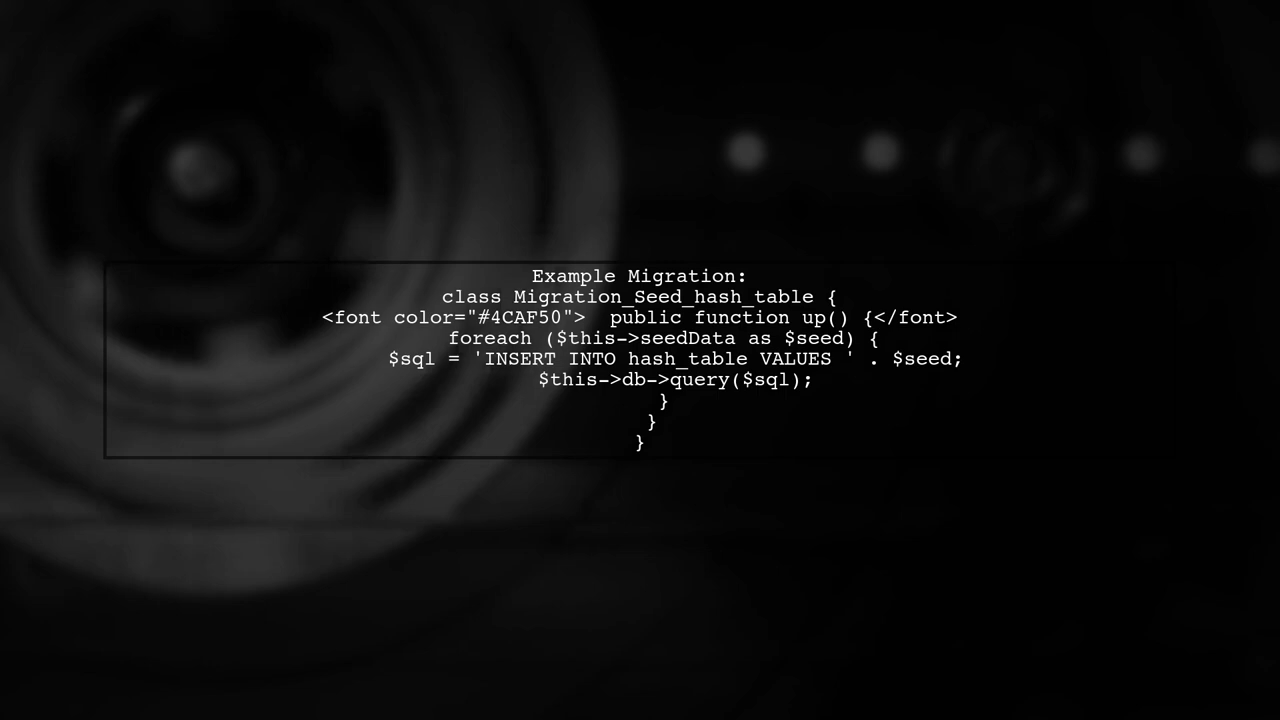 Example Migration:
class Migration_Seed_hash_table {
<font color="#4CAF50">  public function up() {</font>
foreach ($this->seedData as $seed) {
$sql = 'INSERT INTO hash_table VALUES ' . $seed;
$this->db->query($sql);
}
}
}